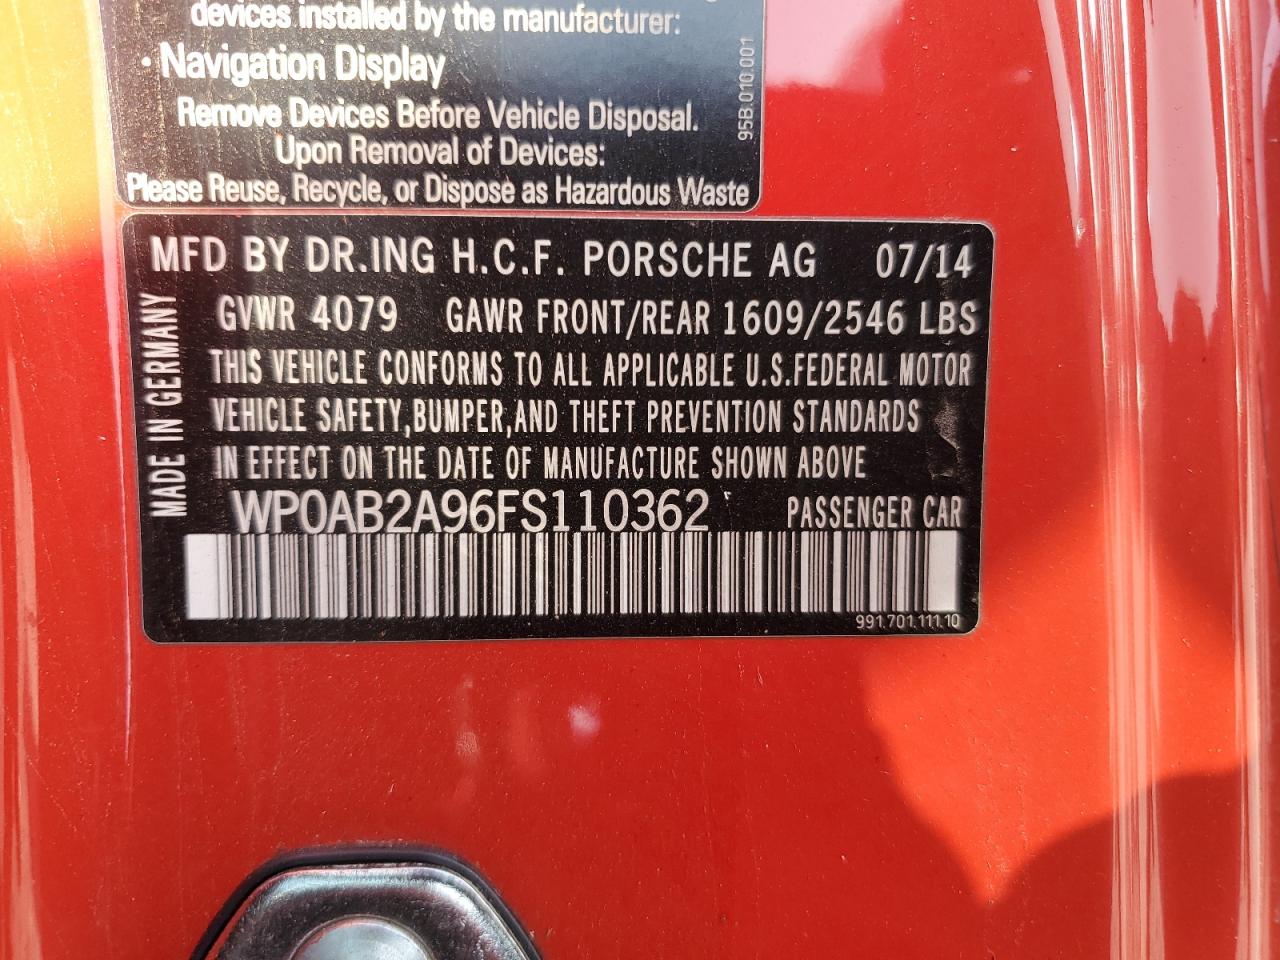 devices installed by the manufacturer:
· Navigation Display
Remove Devices Before Vehicle Disposal.
Upon Removal of Devices:
Please Reuse, Recycle, or Dispose as Hazardous Waste
95B.010.001
MFD BY DR.ING H.C.F. PORSCHE AG 07/14
GVWR 4079 GAWR FRONT/REAR 1609/2546 LBS
THIS VEHICLE CONFORMS TO ALL APPLICABLE U.S.FEDERAL MOTOR
VEHICLE SAFETY,BUMPER,AND THEFT PREVENTION STANDARDS
IN EFFECT ON THE DATE OF MANUFACTURE SHOWN ABOVE
MADE IN GERMANY
WP0AB2A96FS110362 PASSENGER CAR
991.701.111.10